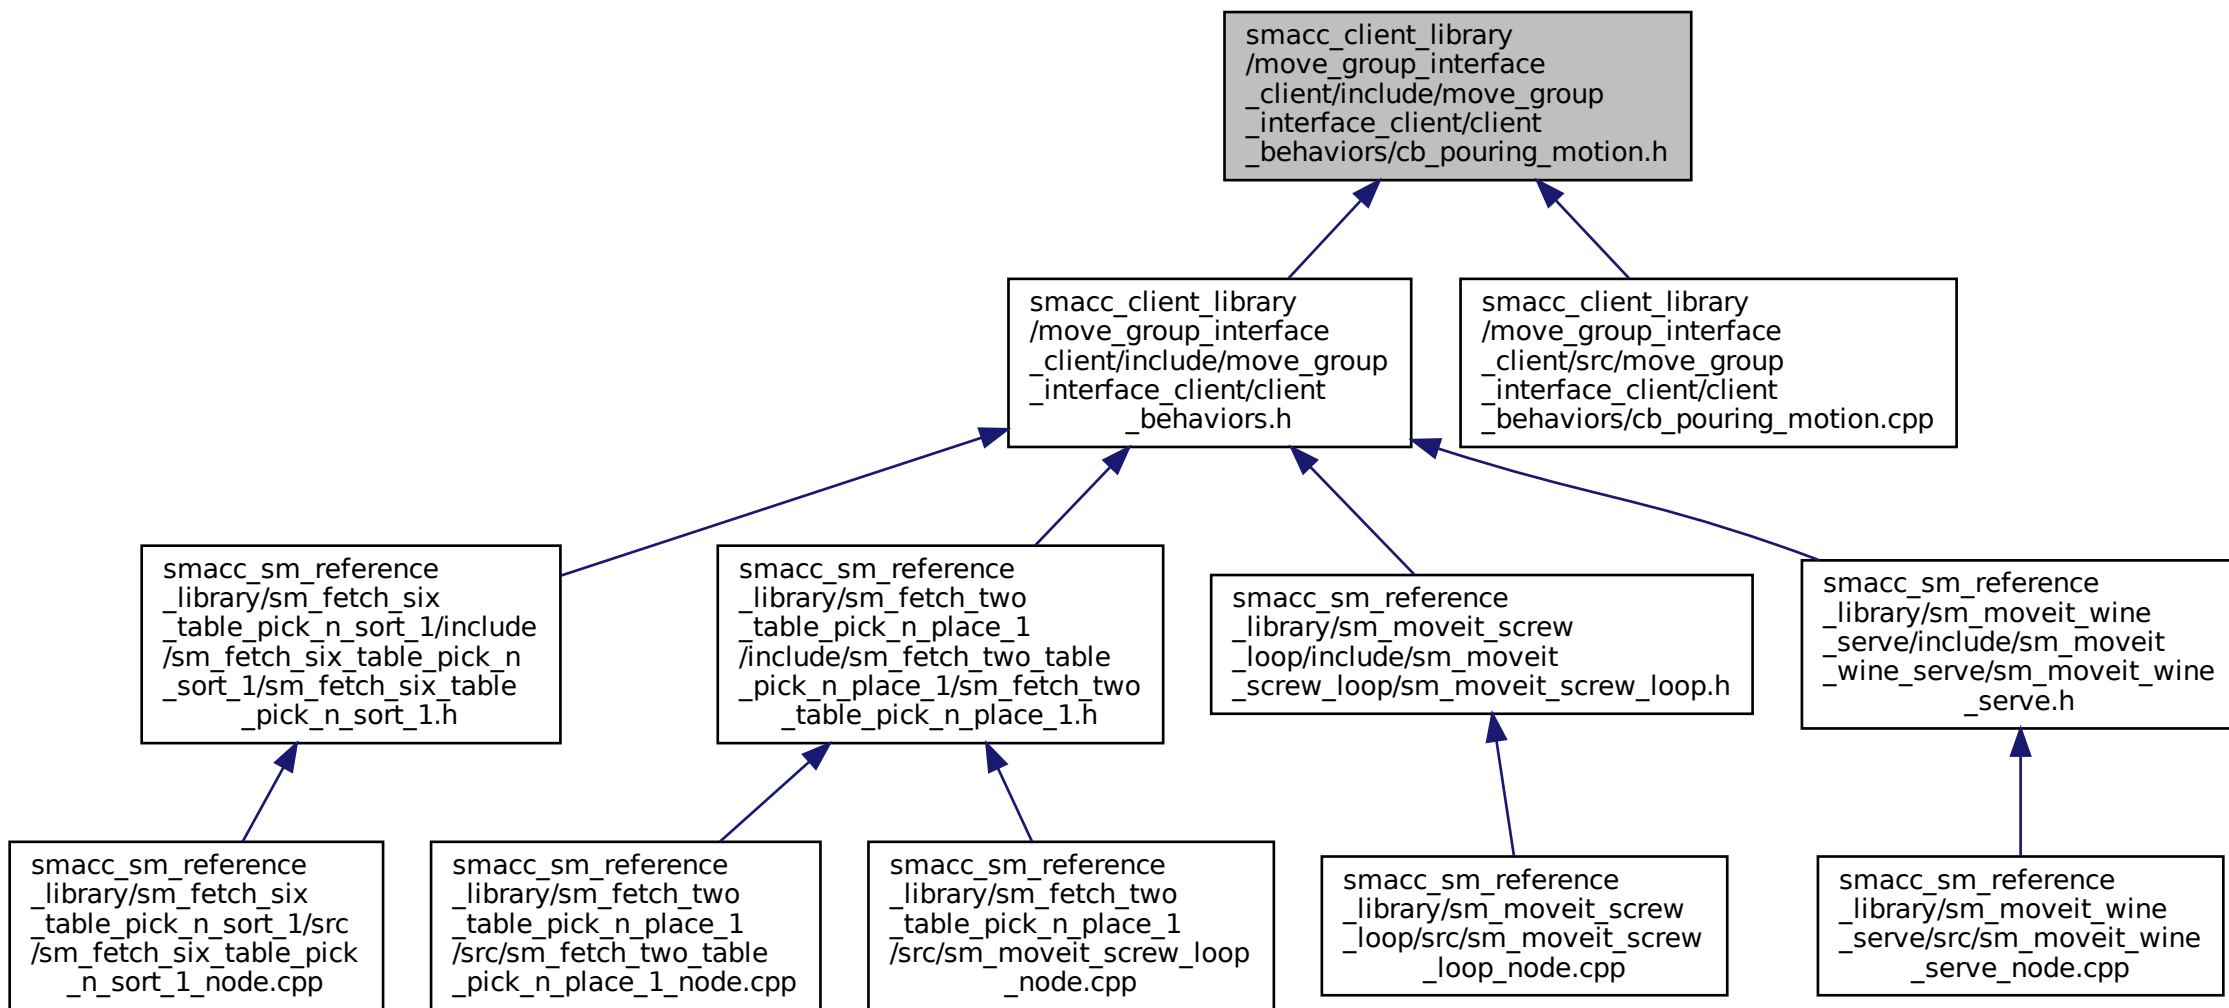 smacc_client_library
/move_group_interface
_client/include/move_group
_interface_client/client
_behaviors/cb_pouring_motion.h
smacc_client_library
/move_group_interface
_client/include/move_group
_interface_client/client
_behaviors.h
smacc_client_library
/move_group_interface
_client/src/move_group
_interface_client/client
_behaviors/cb_pouring_motion.cpp
smacc_sm_reference
_library/sm_fetch_six
_table_pick_n_sort_1/include
/sm_fetch_six_table_pick_n
_sort_1/sm_fetch_six_table
_pick_n_sort_1.h
smacc_sm_reference
_library/sm_fetch_two
_table_pick_n_place_1
/include/sm_fetch_two_table
_pick_n_place_1/sm_fetch_two
_table_pick_n_place_1.h
smacc_sm_reference
_library/sm_moveit_screw
_loop/include/sm_moveit
_screw_loop/sm_moveit_screw_loop.h
smacc_sm_reference
_library/sm_moveit_wine
_serve/include/sm_moveit
_wine_serve/sm_moveit_wine
_serve.h
smacc_sm_reference
_library/sm_fetch_six
_table_pick_n_sort_1/src
/sm_fetch_six_table_pick
_n_sort_1_node.cpp
smacc_sm_reference
_library/sm_fetch_two
_table_pick_n_place_1
/src/sm_fetch_two_table
_pick_n_place_1_node.cpp
smacc_sm_reference
_library/sm_fetch_two
_table_pick_n_place_1
/src/sm_moveit_screw_loop
_node.cpp
smacc_sm_reference
_library/sm_moveit_screw
_loop/src/sm_moveit_screw
_loop_node.cpp
smacc_sm_reference
_library/sm_moveit_wine
_serve/src/sm_moveit_wine
_serve_node.cpp